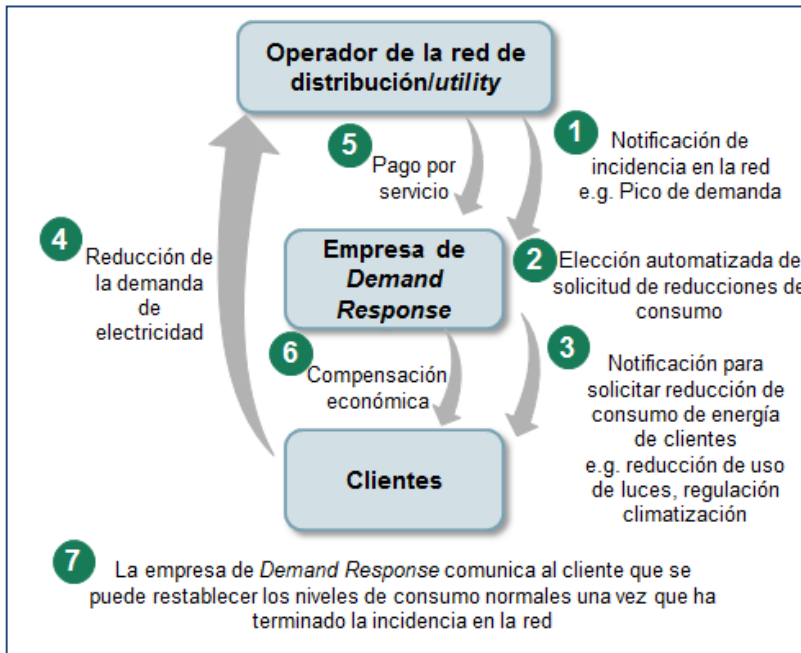 Operador de la red de
distribución/utility
1
Notificación de
incidencia en la red
e.g. Pico de demanda
5
Pago por
servicio
4
Reducción de
la demanda
de
electricidad
Empresa de
Demand
Response
2
Elección automatizada de
solicitud de reducciones de
consumo
6
Compensación
económica
3
Notificación para
solicitar reducción de
consumo de energía
de clientes
e.g. reducción de uso
de luces, regulación
climatización
Clientes
7
La empresa de Demand Response comunica al cliente que se
puede restablecer los niveles de consumo normales una vez que ha
terminado la incidencia en la red